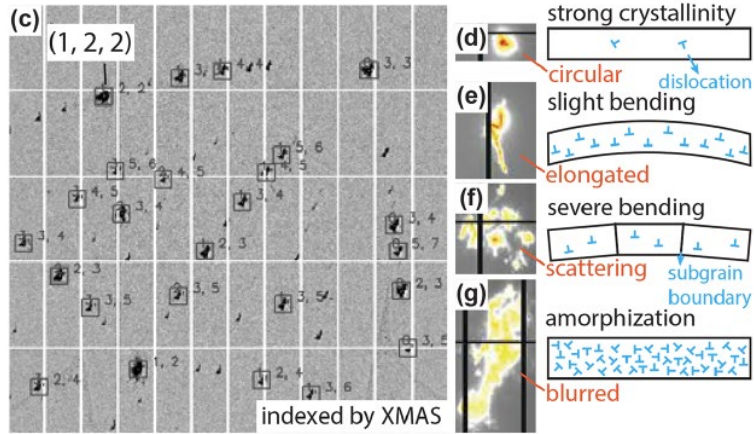 (c)
(1, 2, 2)
3, 3
4, 4
2, 2
5, 6
5, 6
4, 5
4, 5
4, 5
3, 4
3, 4
3, 4
3, 4
5, 7
2, 3
2, 3
2, 3
3, 5
3, 5
3, 5
3, 5
1, 2
2, 4
2, 4
3, 6
indexed by XMAS
(d)
circular
strong crystallinity
dislocation
(e)
elongated
slight bending
(f)
scattering
severe bending
subgrain
boundary
(g)
blurred
amorphization